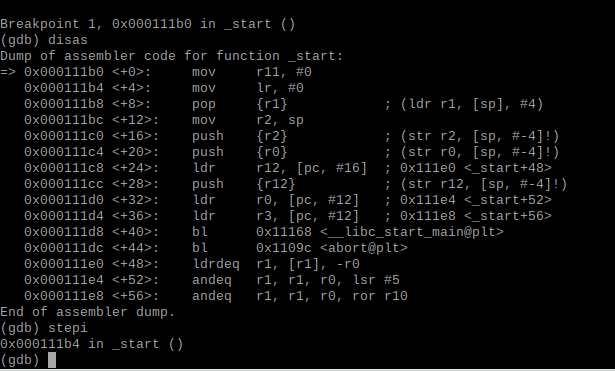 Breakpoint 1, 0x000111b0 in _start ()
(gdb) disas
Dump of assembler code for function _start:
=> 0x000111b0 <+0>:     mov     r11, #0
   0x000111b4 <+4>:     mov     lr, #0
   0x000111b8 <+8>:     pop     {r1}            ; (ldr r1, [sp], #4)
   0x000111bc <+12>:    mov     r2, sp
   0x000111c0 <+16>:    push    {r2}            ; (str r2, [sp, #-4]!)
   0x000111c4 <+20>:    push    {r0}            ; (str r0, [sp, #-4]!)
   0x000111c8 <+24>:    ldr     r12, [pc, #16]  ; 0x111e0 <_start+48>
   0x000111cc <+28>:    push    {r12}           ; (str r12, [sp, #-4]!)
   0x000111d0 <+32>:    ldr     r0, [pc, #12]   ; 0x111e4 <_start+52>
   0x000111d4 <+36>:    ldr     r3, [pc, #12]   ; 0x111e8 <_start+56>
   0x000111d8 <+40>:    bl      0x11168 <__libc_start_main@plt>
   0x000111dc <+44>:    bl      0x1109c <abort@plt>
   0x000111e0 <+48>:    ldrdeq  r1, [r1], -r0
   0x000111e4 <+52>:    andeq   r1, r1, r0, lsr #5
   0x000111e8 <+56>:    andeq   r1, r1, r0, ror r10
End of assembler dump.
(gdb) stepi
0x000111b4 in _start ()
(gdb)